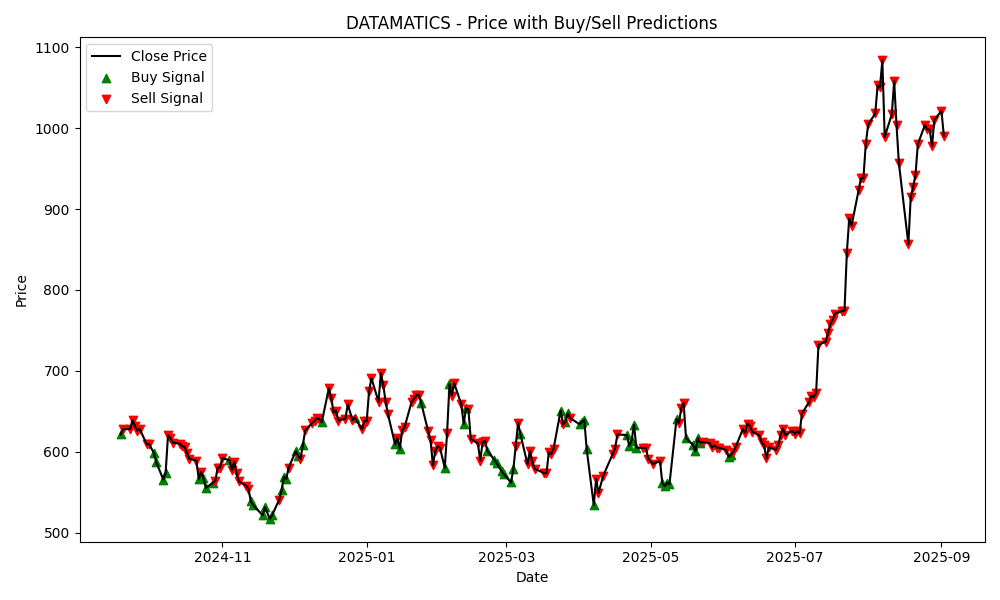 DATAMATICS - Price with Buy/Sell Predictions
Close Price
Buy Signal
Sell Signal
Price
1100
1000
900
800
700
600
500
2024-11
2025-01
2025-03
2025-05
2025-07
2025-09
Date